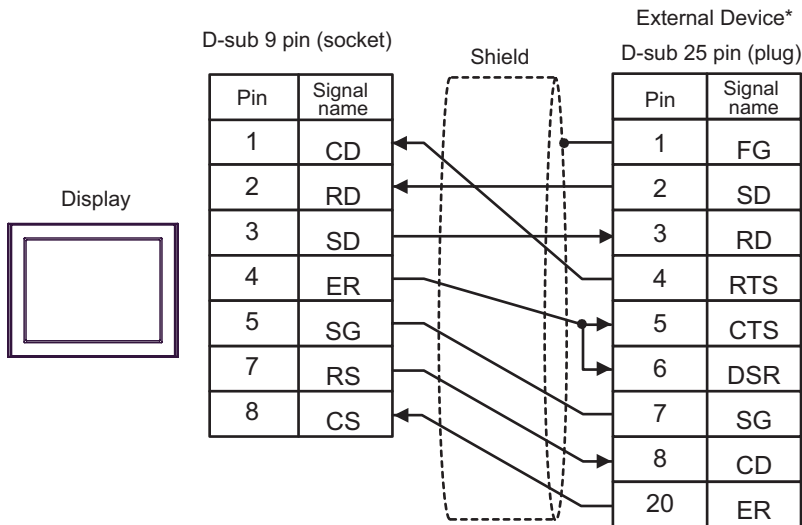 External Device*
D-sub 9 pin (socket)
Shield
D-sub 25 pin (plug)
Display
Pin Signal name
1 CD
2 RD
3 SD
4 ER
5 SG
7 RS
8 CS
Pin Signal name
1 FG
2 SD
3 RD
4 RTS
5 CTS
6 DSR
7 SG
8 CD
20 ER